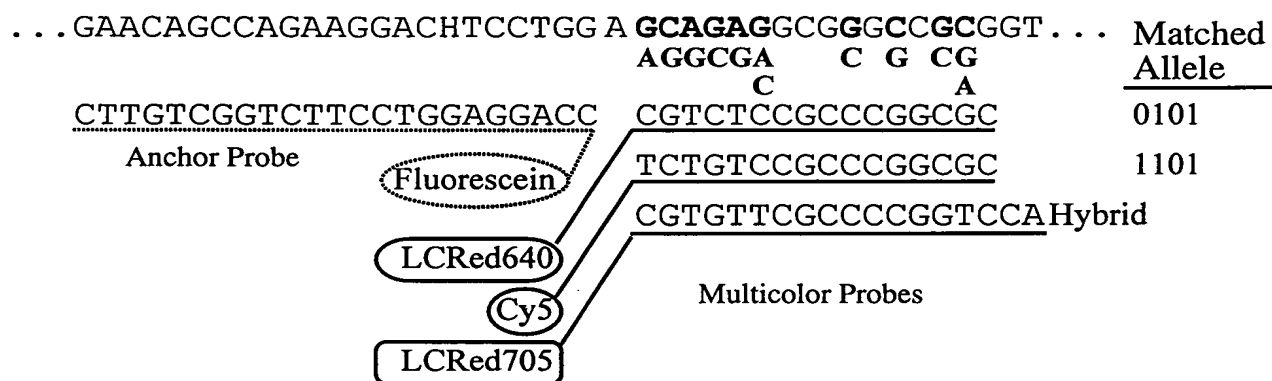 ...GAACAGCCAGAAGGACHTCCTGG A GCAGAGGCGGGCCGCGGT... Matched
AGGCGA C G CG Allele
C A
CTTGTCGGTCTTCCTGGAGGACC CGTCTCCGCCCGGCGC 0101
Anchor Probe
TCTGTCCGCCCGGCGC 1101
Fluorescein
CGTGTTCGCCCCGGTCCA Hybrid
LCRed640
Multicolor Probes
Cy5
LCRed705